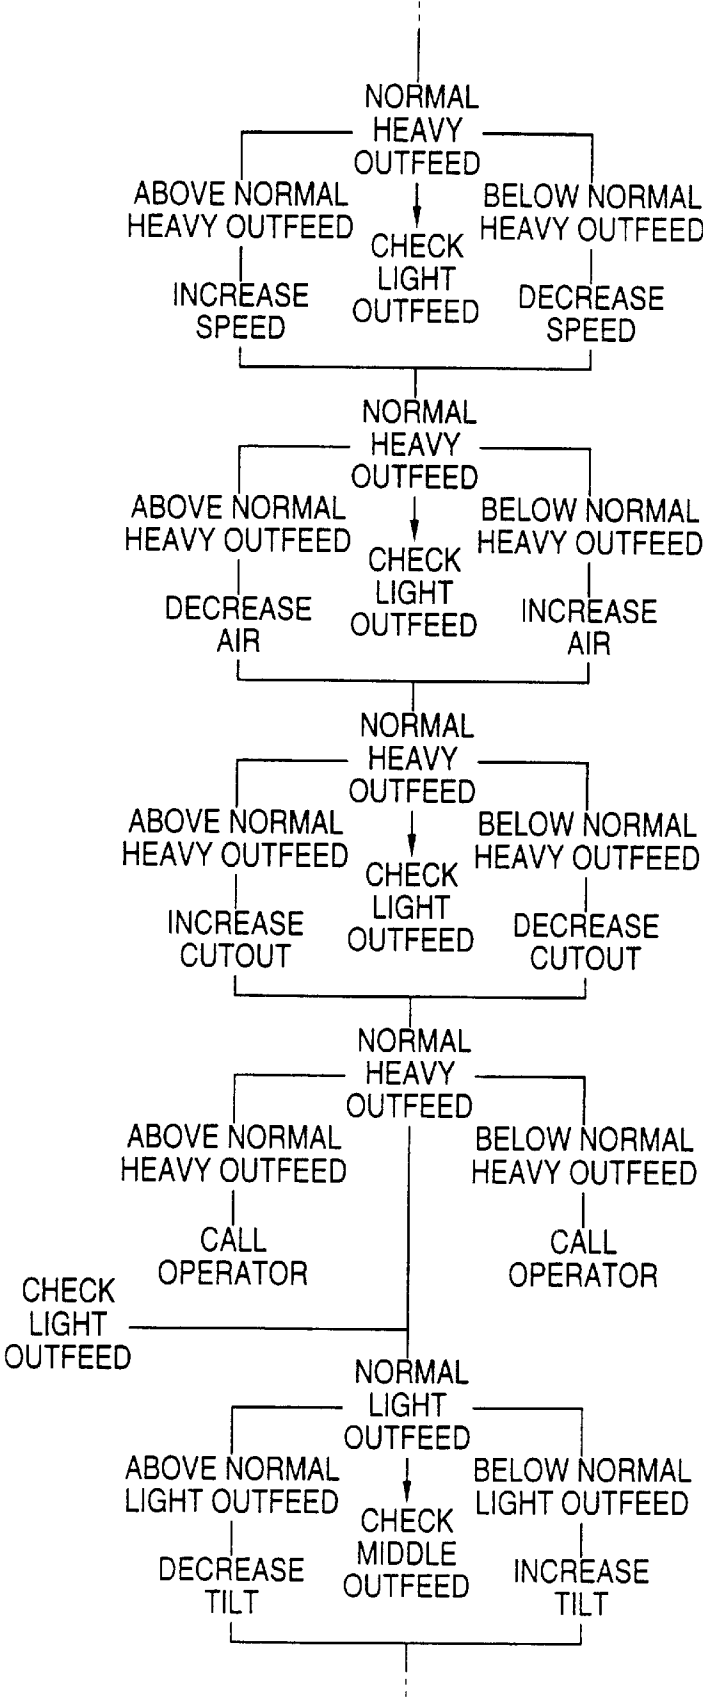 NORMAL
HEAVY
OUTFEED
ABOVE NORMAL
HEAVY OUTFEED
BELOW NORMAL
HEAVY OUTFEED
CHECK
LIGHT
OUTFEED
INCREASE
SPEED
DECREASE
SPEED
NORMAL
HEAVY
OUTFEED
ABOVE NORMAL
HEAVY OUTFEED
BELOW NORMAL
HEAVY OUTFEED
CHECK
LIGHT
OUTFEED
DECREASE
AIR
INCREASE
AIR
NORMAL
HEAVY
OUTFEED
ABOVE NORMAL
HEAVY OUTFEED
BELOW NORMAL
HEAVY OUTFEED
CHECK
LIGHT
OUTFEED
INCREASE
CUTOUT
DECREASE
CUTOUT
NORMAL
HEAVY
OUTFEED
ABOVE NORMAL
HEAVY OUTFEED
BELOW NORMAL
HEAVY OUTFEED
CALL
OPERATOR
CALL
OPERATOR
CHECK
LIGHT
OUTFEED
NORMAL
LIGHT
OUTFEED
ABOVE NORMAL
LIGHT OUTFEED
BELOW NORMAL
LIGHT OUTFEED
CHECK
MIDDLE
OUTFEED
DECREASE
TILT
INCREASE
TILT